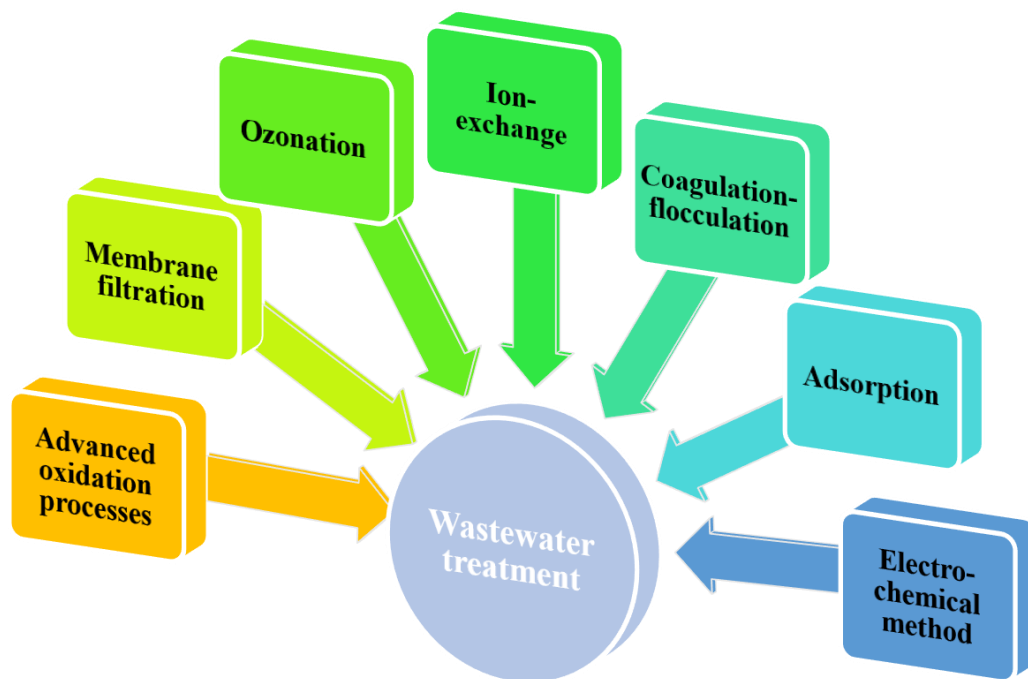 Ion-
exchange
Ozonation
Coagulation-
flocculation
Membrane
filtration
Adsorption
Advanced
oxidation
processes
Wastewater
treatment
Electro-
chemical
method